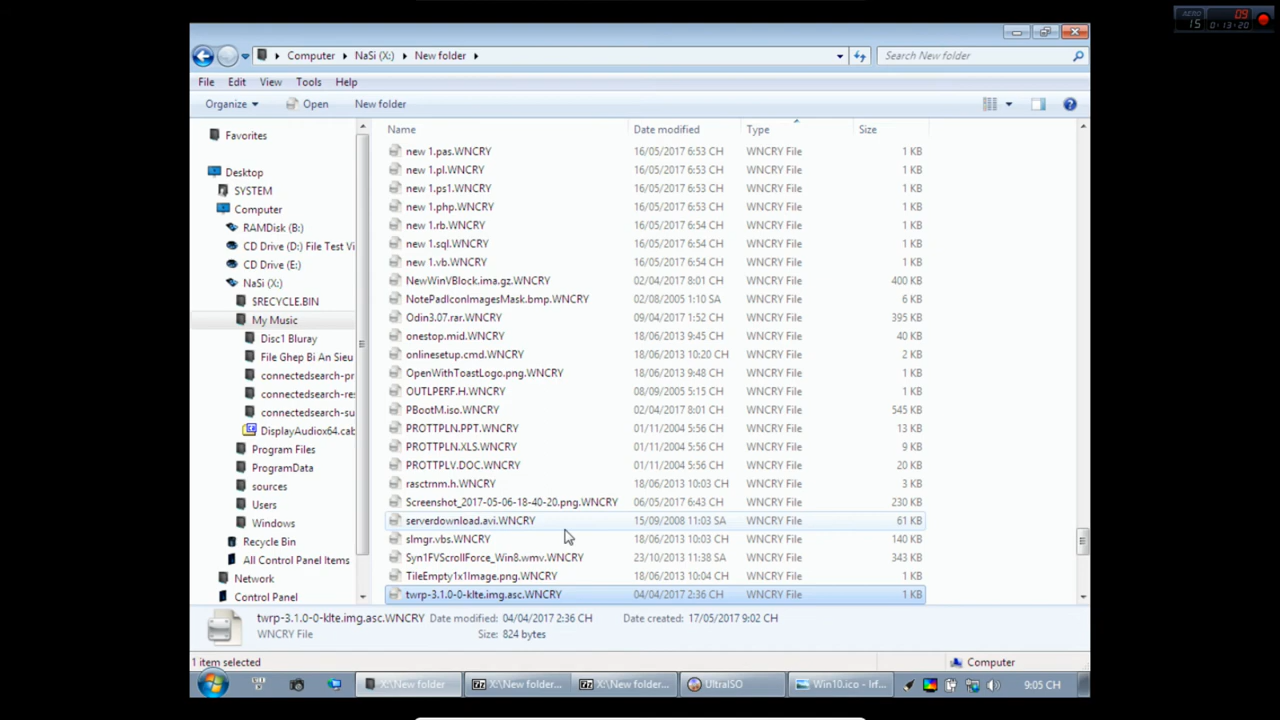 AERO 15 09 0:13:20
Computer NaSi (X:) New folder Search New folder
File Edit View Tools Help
Organize Open New folder
Favorites
Desktop
SYSTEM
Computer
RAMDisk (B:)
CD Drive (D:) File Test Vi
CD Drive (E:)
NaSi (X:)
$RECYCLE.BIN
My Music
Disc1 Bluray
File Ghep Bi An Sieu
connectedsearch-pr
connectedsearch-re
connectedsearch-su
DisplayAudiox64.cab
Program Files
ProgramData
sources
Users
Windows
Recycle Bin
All Control Panel Items
Network
Control Panel
Name Date modified Type Size
new 1.pas.WNCRY 16/05/2017 6:53 CH WNCRY File 1 KB
new 1.pl.WNCRY 16/05/2017 6:53 CH WNCRY File 1 KB
new 1.ps1.WNCRY 16/05/2017 6:53 CH WNCRY File 1 KB
new 1.php.WNCRY 16/05/2017 6:53 CH WNCRY File 1 KB
new 1.rb.WNCRY 16/05/2017 6:54 CH WNCRY File 1 KB
new 1.sql.WNCRY 16/05/2017 6:54 CH WNCRY File 1 KB
new 1.vb.WNCRY 16/05/2017 6:54 CH WNCRY File 1 KB
NewWinVBlock.ima.gz.WNCRY 02/04/2017 8:01 CH WNCRY File 400 KB
NotePadIconImagesMask.bmp.WNCRY 02/08/2005 1:10 SA WNCRY File 6 KB
Odin3.07.rar.WNCRY 09/04/2017 1:52 CH WNCRY File 395 KB
onestop.mid.WNCRY 18/06/2013 9:45 CH WNCRY File 40 KB
onlinesetup.cmd.WNCRY 18/06/2013 10:20 CH WNCRY File 2 KB
OpenWithToastLogo.png.WNCRY 18/06/2013 9:48 CH WNCRY File 1 KB
OUTLPERF.H.WNCRY 08/09/2005 5:15 CH WNCRY File 1 KB
PBootM.iso.WNCRY 02/04/2017 8:01 CH WNCRY File 545 KB
PROTTPLN.PPT.WNCRY 01/11/2004 5:56 CH WNCRY File 13 KB
PROTTPLN.XLS.WNCRY 01/11/2004 5:56 CH WNCRY File 9 KB
PROTTPLV.DOC.WNCRY 01/11/2004 5:56 CH WNCRY File 20 KB
rasctrnm.h.WNCRY 18/06/2013 10:03 CH WNCRY File 3 KB
Screenshot_2017-05-06-18-40-20.png.WNCRY 06/05/2017 6:43 CH WNCRY File 230 KB
serverdownload.avi.WNCRY 15/09/2008 11:03 SA WNCRY File 61 KB
slmgr.vbs.WNCRY 18/06/2013 10:03 CH WNCRY File 140 KB
Syn1FVScrollForce_Win8.wmv.WNCRY 23/10/2013 11:38 SA WNCRY File 343 KB
TileEmpty1x1Image.png.WNCRY 18/06/2013 10:04 CH WNCRY File 1 KB
twrp-3.1.0-0-klte.img.asc.WNCRY 04/04/2017 2:36 CH WNCRY File 1 KB
twrp-3.1.0-0-klte.img.asc.WNCRY Date modified: 04/04/2017 2:36 CH Date created: 17/05/2017 9:02 CH
WNCRY File Size: 824 bytes
1 item selected Computer
X:\New folder X:\New folder... X:\New folder... UltraISO Win10.ico - Irf... 9:05 CH